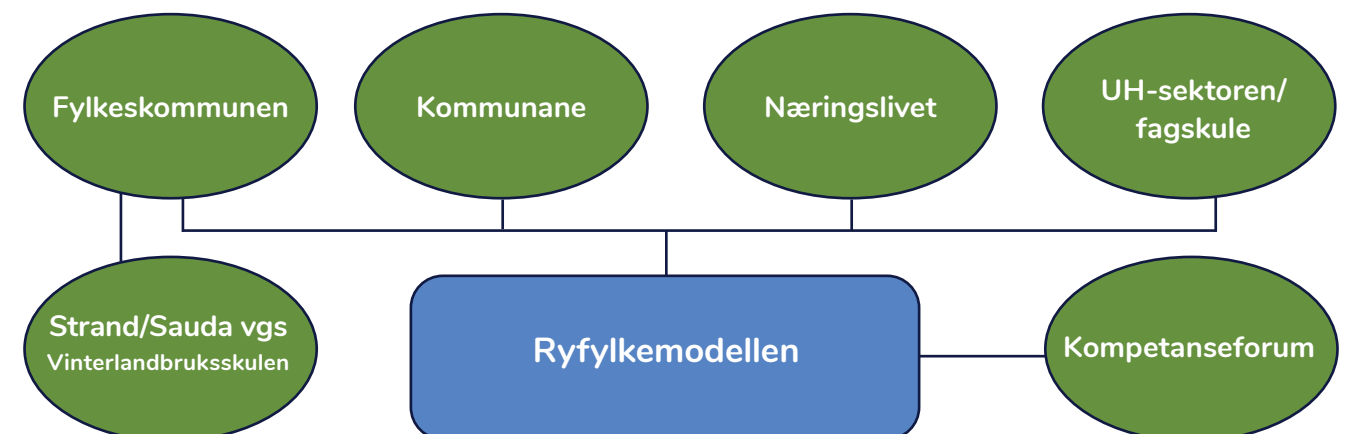 Fylkeskommunen
Kommunane
Næringslivet
UH-sektoren/
fagskule
Strand/Sauda vgs
Vinterlandbruksskulen
Ryfylkemodellen
Kompetanseforum